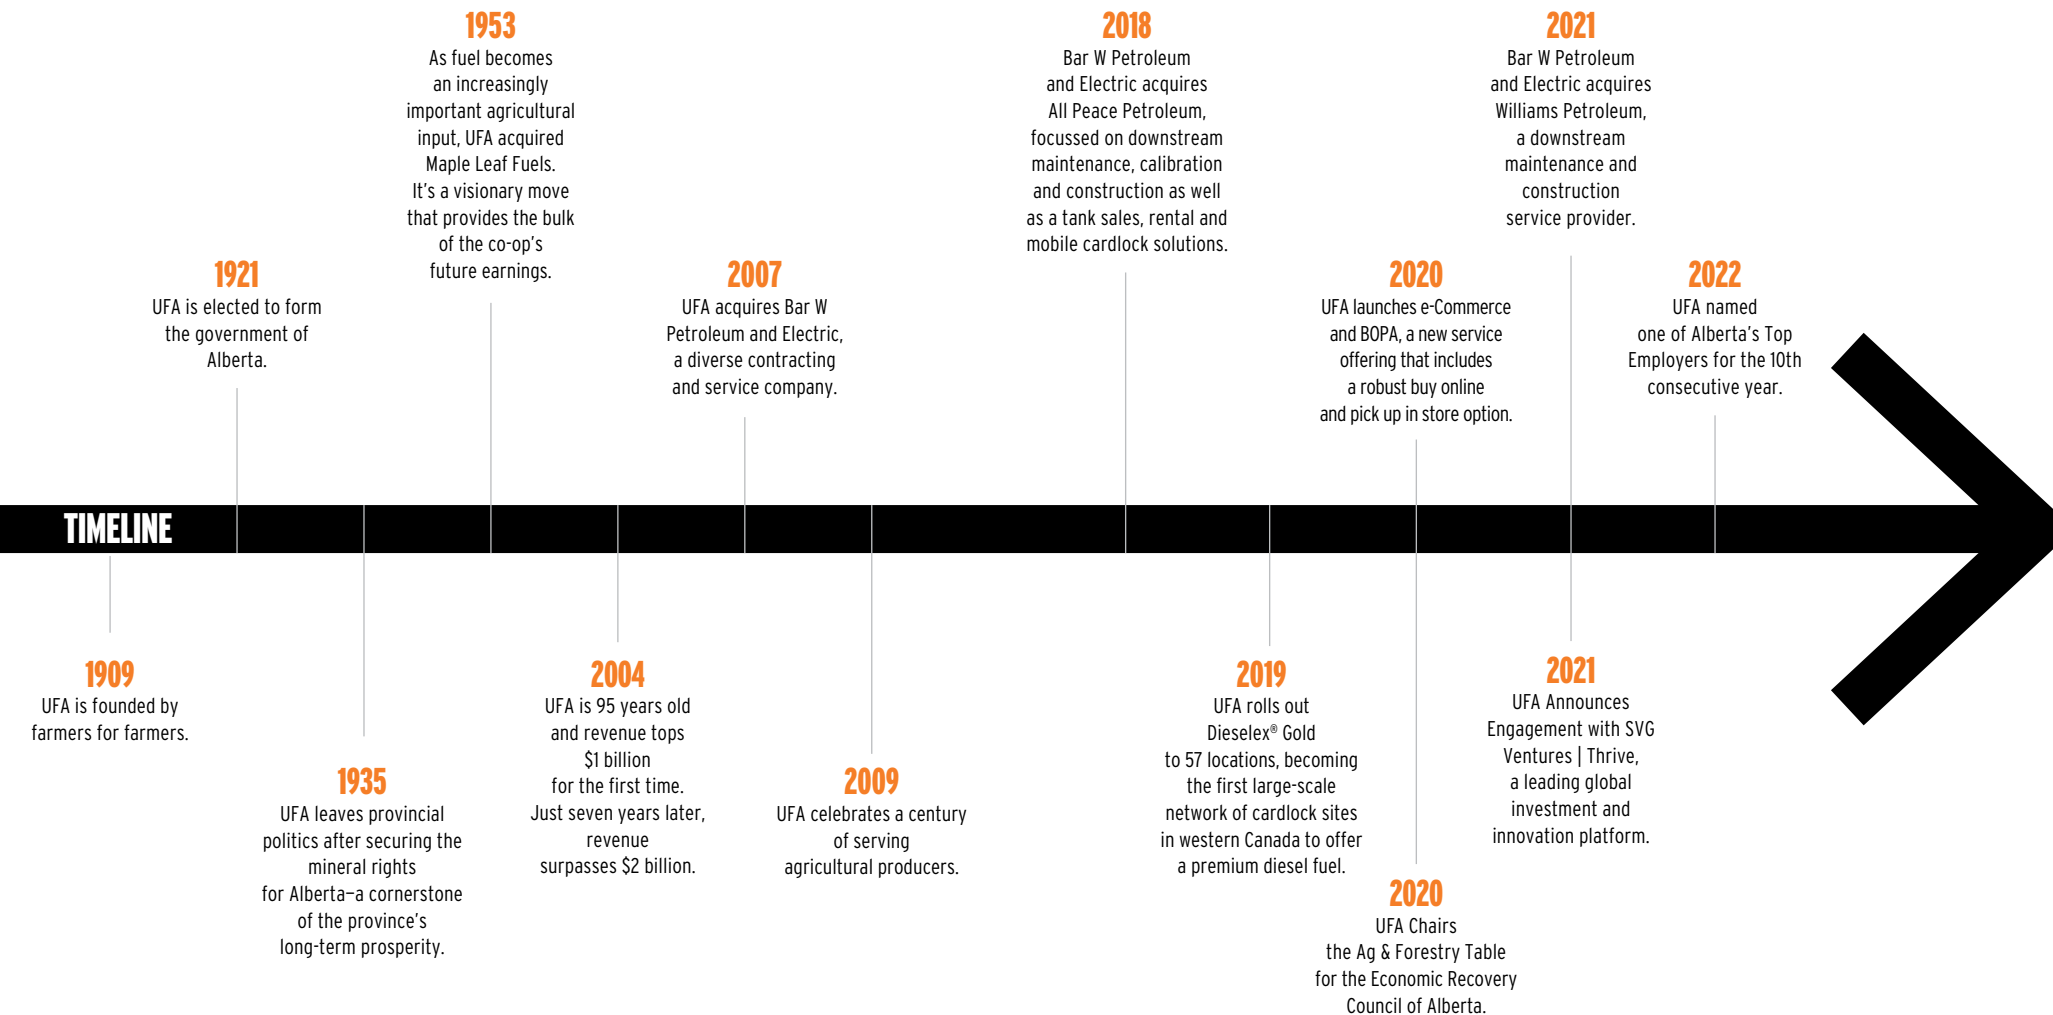 1953
As fuel becomes
an increasingly
important agricultural
input, UFA acquired
Maple Leaf Fuels.
It's a visionary move
that provides the bulk
of the co-op's
future earnings.
2018
Bar W Petroleum
and Electric acquires
All Peace Petroleum,
focussed on downstream
maintenance, calibration
and construction as well
as a tank sales, rental and
mobile cardlock solutions.
2021
Bar W Petroleum
and Electric acquires
Williams Petroleum,
a downstream
maintenance and
construction
service provider.
1921
UFA is elected to form
the government of
Alberta.
2007
UFA acquires Bar W
Petroleum and Electric,
a diverse contracting
and service company.
2020
UFA launches e-Commerce
and BOPA, a new service
offering that includes
a robust buy online
and pick up in store option.
2022
UFA named
one of Alberta's Top
Employers for the 10th
consecutive year.
TIMELINE
1909
UFA is founded by
farmers for farmers.
1935
UFA leaves provincial
politics after securing the
mineral rights
for Alberta–a cornerstone
of the province's
long-term prosperity.
2004
UFA is 95 years old
and revenue tops
$1 billion
for the first time.
Just seven years later,
revenue
surpasses $2 billion.
2009
UFA celebrates a century
of serving
agricultural producers.
2019
UFA rolls out
Dieselex® Gold
to 57 locations, becoming
the first large-scale
network of cardlock sites
in western Canada to offer
a premium diesel fuel.
2020
UFA Chairs
the Ag & Forestry Table
for the Economic Recovery
Council of Alberta.
2021
UFA Announces
Engagement with SVG
Ventures | Thrive,
a leading global
investment and
innovation platform.